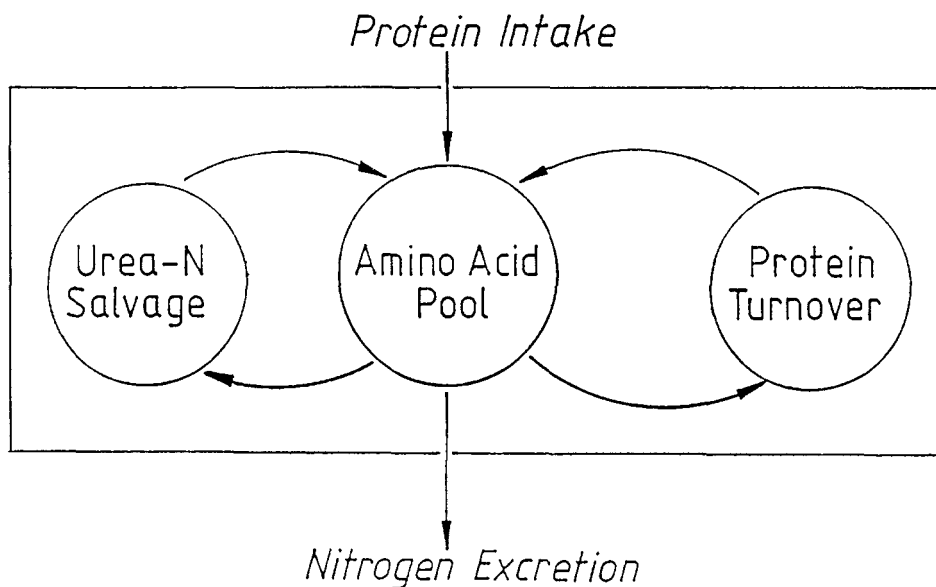 Protein Intake
Urea-N
Salvage
Amino Acid
Pool
Protein
Turnover
Nitrogen Excretion